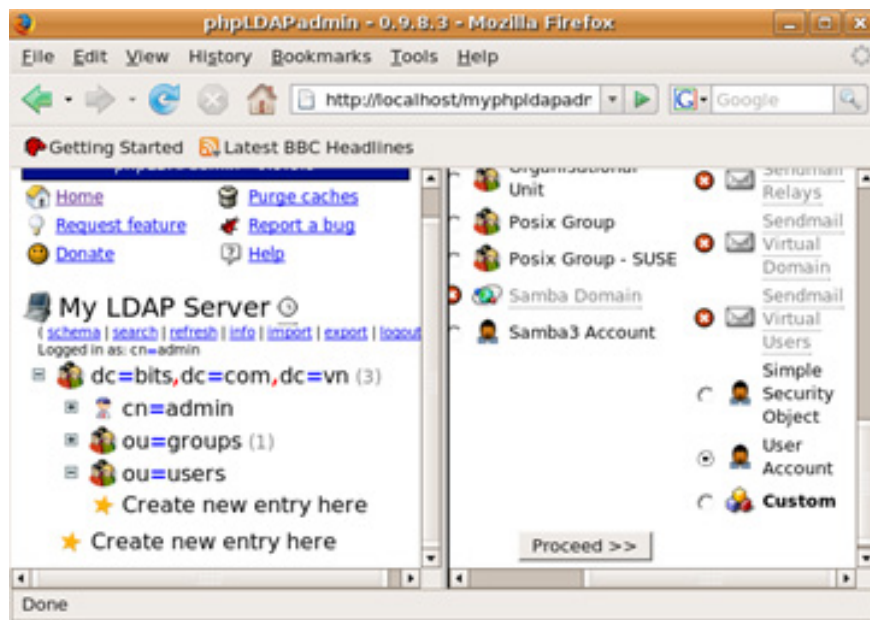 phpLDAPadmin - 0.9.8.3 - Mozilla Firefox
File Edit View History Bookmarks Tools Help
http://localhost/myphpldapadr
Google
Getting Started Latest BBC Headlines
Home Purge caches
Request feature Report a bug
Donate Help
My LDAP Server
( schema | search | refresh | info | import | export | logout
Logged in as: cn=admin
dc=bits,dc=com,dc=vn (3)
cn=admin
ou=groups (1)
ou=users
Create new entry here
Create new entry here
Organisational
Unit
Posix Group
Posix Group - SUSE
Samba Domain
Samba3 Account
Sendmail
Relays
Sendmail
Virtual
Domain
Sendmail
Virtual
Users
Simple
Security
Object
User
Account
Custom
Proceed >>
Done